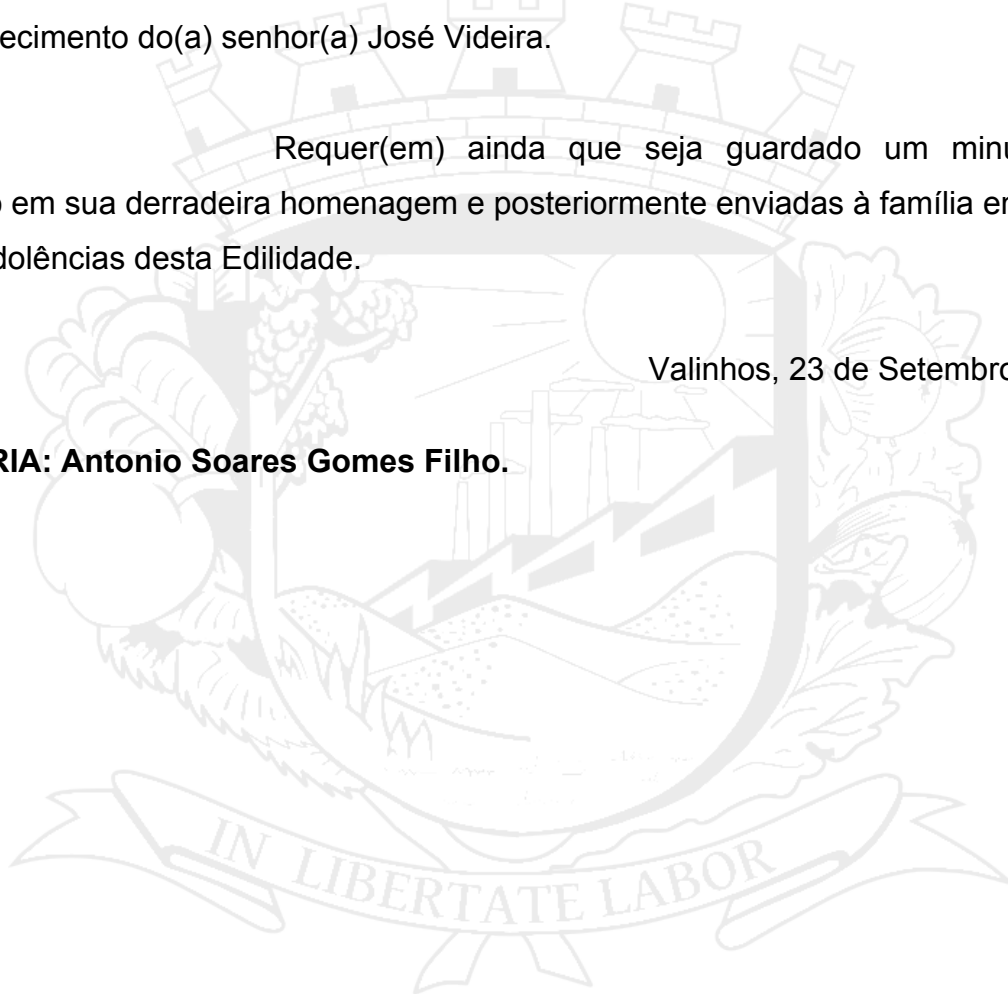 ecimento do(a) senhor(a) José Videira.
Requer(em) ainda que seja guardado um minu
o em sua derradeira homenagem e posteriormente enviadas à família en
dolências desta Edilidade.
Valinhos, 23 de Setembro
RIA: Antonio Soares Gomes Filho.
IN LIBERTATE LABOR